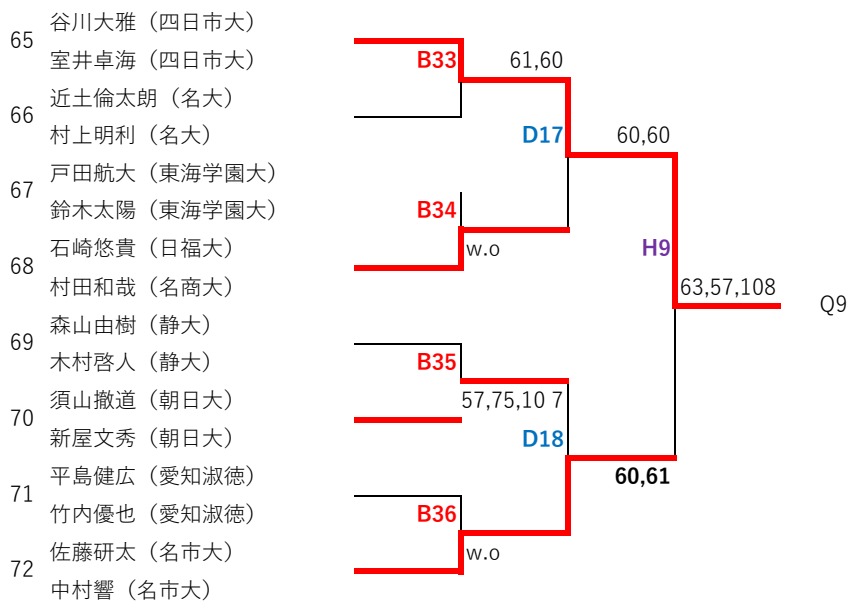 谷川大雅（四日市大）
65
室井卓海（四日市大）
B33
61,60
近土倫太朗（名大）
66
村上明利（名大）
D17
60,60
戸田航大（東海学園大）
67
鈴木太陽（東海学園大）
B34
石崎悠貴（日福大）
w.o
H9
68
村田和哉（名商大）
63,57,108
Q9
森山由樹（静大）
69
木村啓人（静大）
B35
須山撤道（朝日大）
57,75,10 7
70
新屋文秀（朝日大）
D18
平島健広（愛知淑徳）
60,61
71
竹内優也（愛知淑徳）
B36
佐藤研太（名市大）
w.o
72
中村響（名市大）